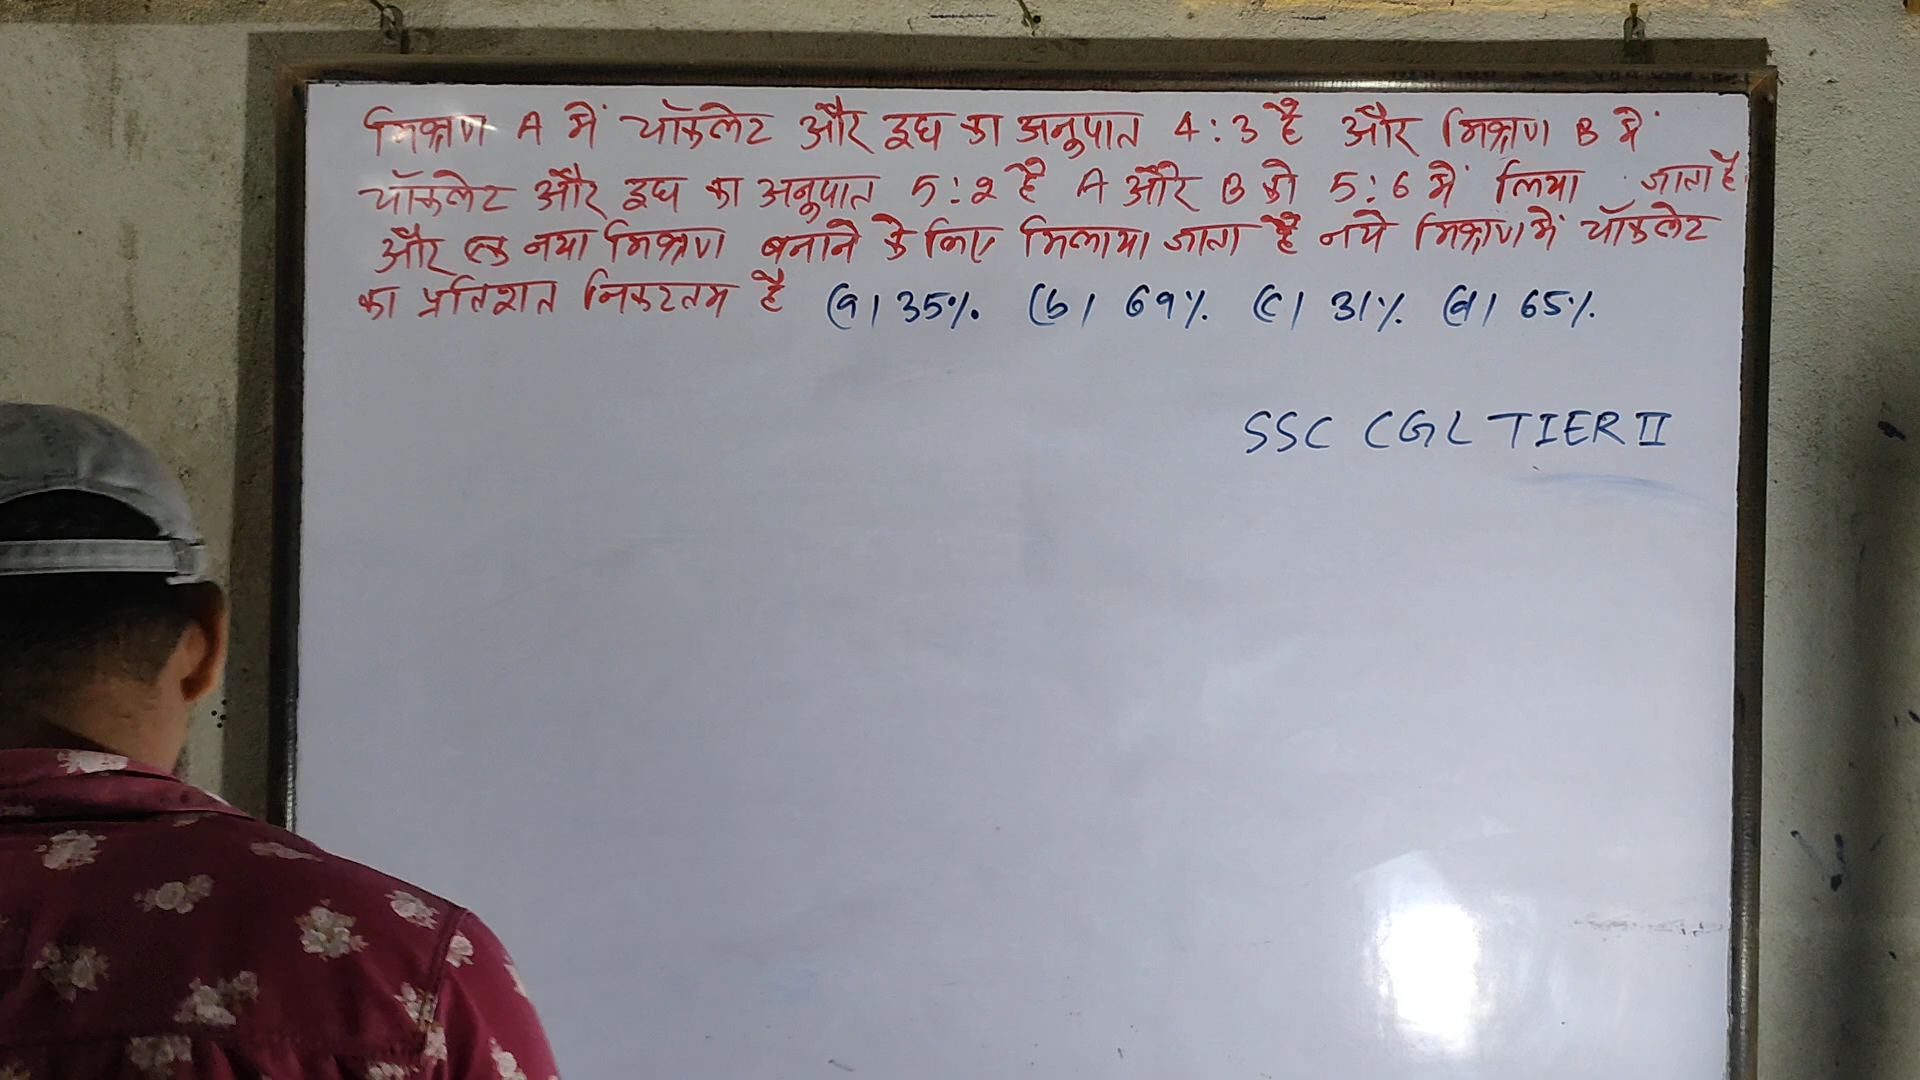 मिश्रण A में चॉकलेट और दूध का अनुपात 4:3 है और मिश्रण B में
चॉकलेट और दूध का अनुपात 5:2 है A और B को 5:6 में लिया जाता है
और एक नया मिश्रण बनाने के लिए मिलाया जाता है नये मिश्रण में चॉकलेट
का प्रतिशत निकटतम है (a) 35% (b) 69% (c) 31% (d) 65%
SSC CGL TIER II